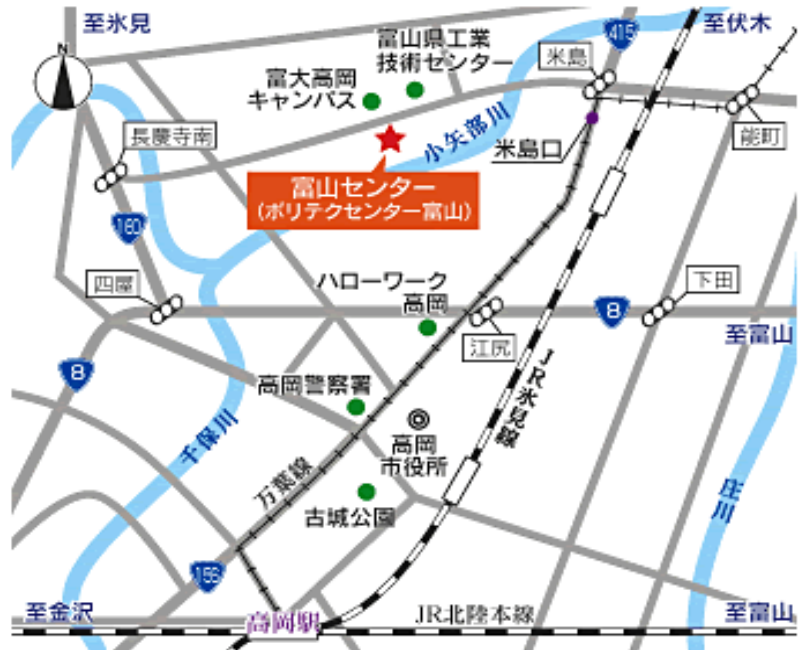 至氷見
N
富山県工業
技術センター
富大高岡
キャンパス
415
至伏木
米島
能町
長慶寺南
小矢部川
米島口
富山センター
(ポリテクセンター富山)
160
四屋
ハローワーク
高岡
江尻
8
下田
至富山
8
高岡警察署
高岡
市役所
JR氷見線
千保川
万葉線
古城公園
庄川
156
至金沢
高岡駅
JR北陸本線
至富山